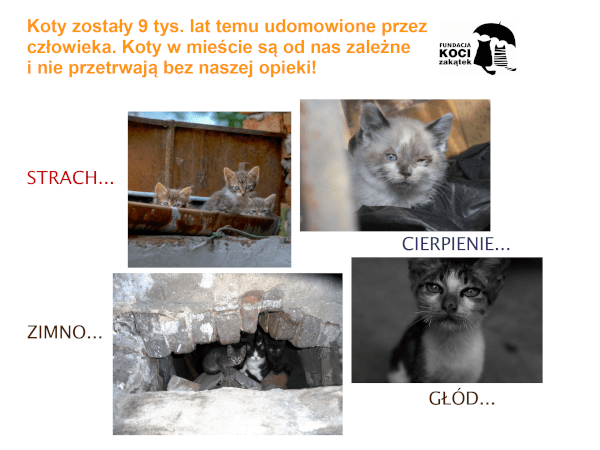 Koty zostały 9 tys. lat temu udomowione przez
człowieka. Koty w mieście są od nas zależne
i nie przetrwają bez naszej opieki!
FUNDACJA
KOCI
zakątek
STRACH...
CIERPIENIE...
ZIMNO...
GŁÓD...